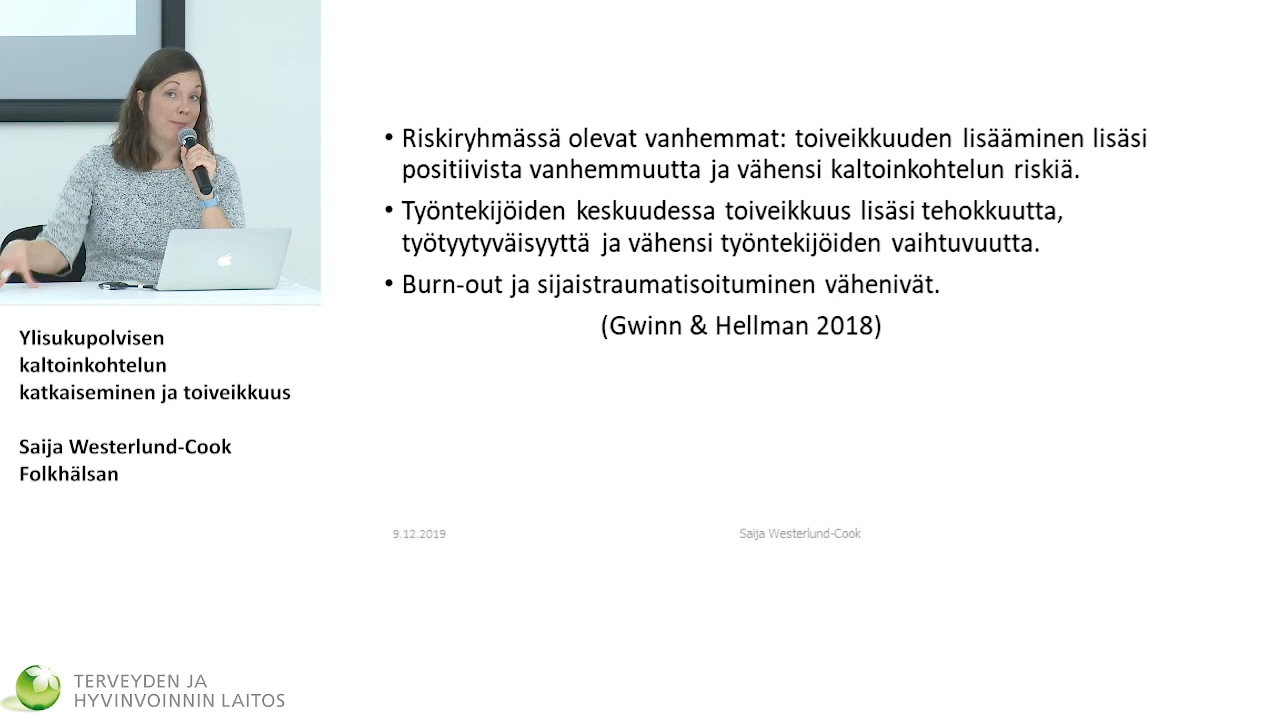 • Riskiryhmässä olevat vanhemmat: toiveikkuuden lisääminen lisäsi
positiivista vanhemmuutta ja vähensi kaltoinkohtelun riskiä.
• Työntekijöiden keskuudessa toiveikkuus lisäsi tehokkuutta,
työtyytyväisyyttä ja vähensi työntekijöiden vaihtuvuutta.
• Burn-out ja sijaistraumatisoituminen vähenivät.
(Gwinn & Hellman 2018)
Ylisukupolvisen
kaltoinkohtelun
katkaiseminen ja toiveikkuus
Saija Westerlund-Cook
Folkhälsan
9.12.2019
Saija Westerlund-Cook
TERVEYDEN JA
HYVINVOINNIN LAITOS